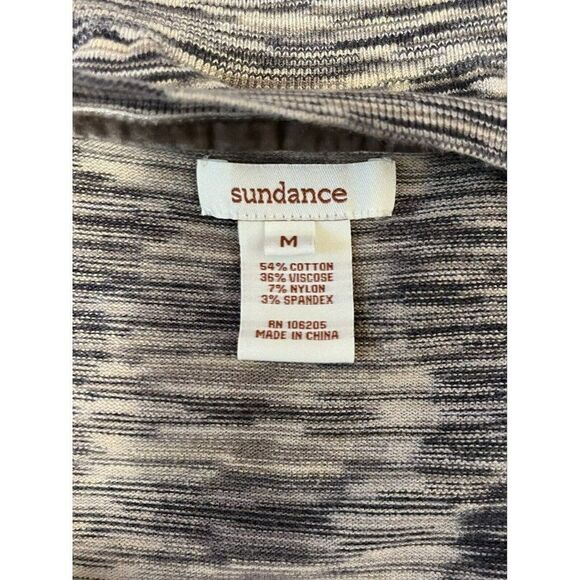 sundance
M
54% COTTON
36% VISCOSE
7% NYLON
3% SPANDEX
RN 106205
MADE IN CHINA